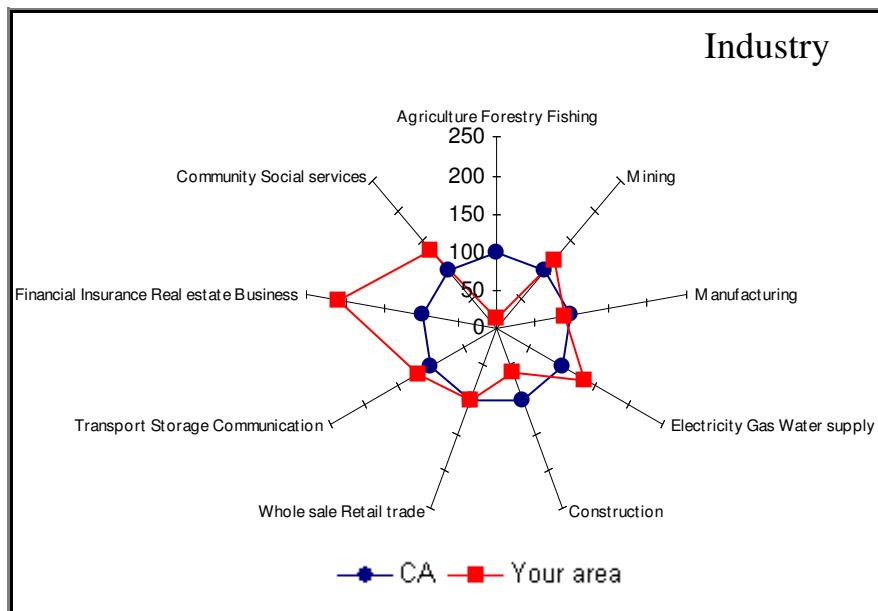 Industry
Agriculture Forestry Fishing
250
200
150
100
50
0
Community Social services
Mining
Financial Insurance Real estate Business
Manufacturing
Transport Storage Communication
Electricity Gas Water supply
Whole sale Retail trade
Construction
CA
Your area